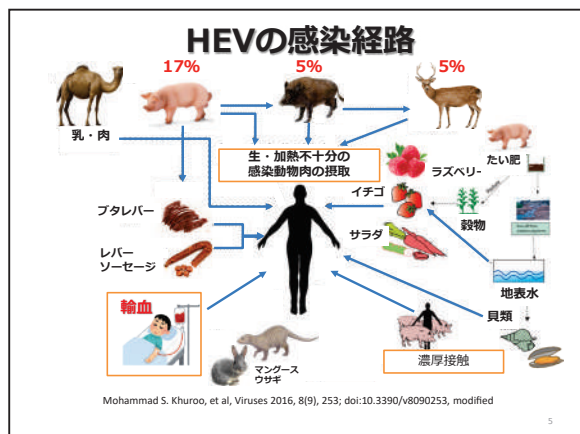 HEVの感染経路
17%
5%
5%
乳・肉
生・加熱不十分の
感染動物肉の摂取
ラズベリー
たい肥
イチゴ
穀物
ブタレバー
サラダ
レバー
ソーセージ
地表水
輸血
貝類
濃厚接触
マングース
ウサギ
Mohammad S. Khuroo, et al, Viruses 2016, 8(9), 253; doi:10.3390/v8090253, modified
5